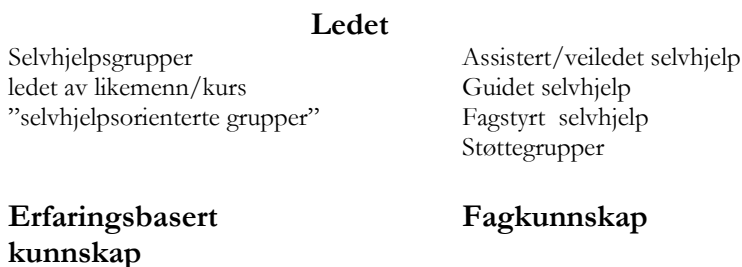 Ledet
Selvhjelpsgrupper
ledet av likemenn/kurs
”selvhjelpsorienterte grupper”
Assistert/veiledet selvhjelp
Guidet selvhjelp
Fagstyrt selvhjelp
Støttegrupper
Erfaringsbasert
kunnskap
Fagkunnskap